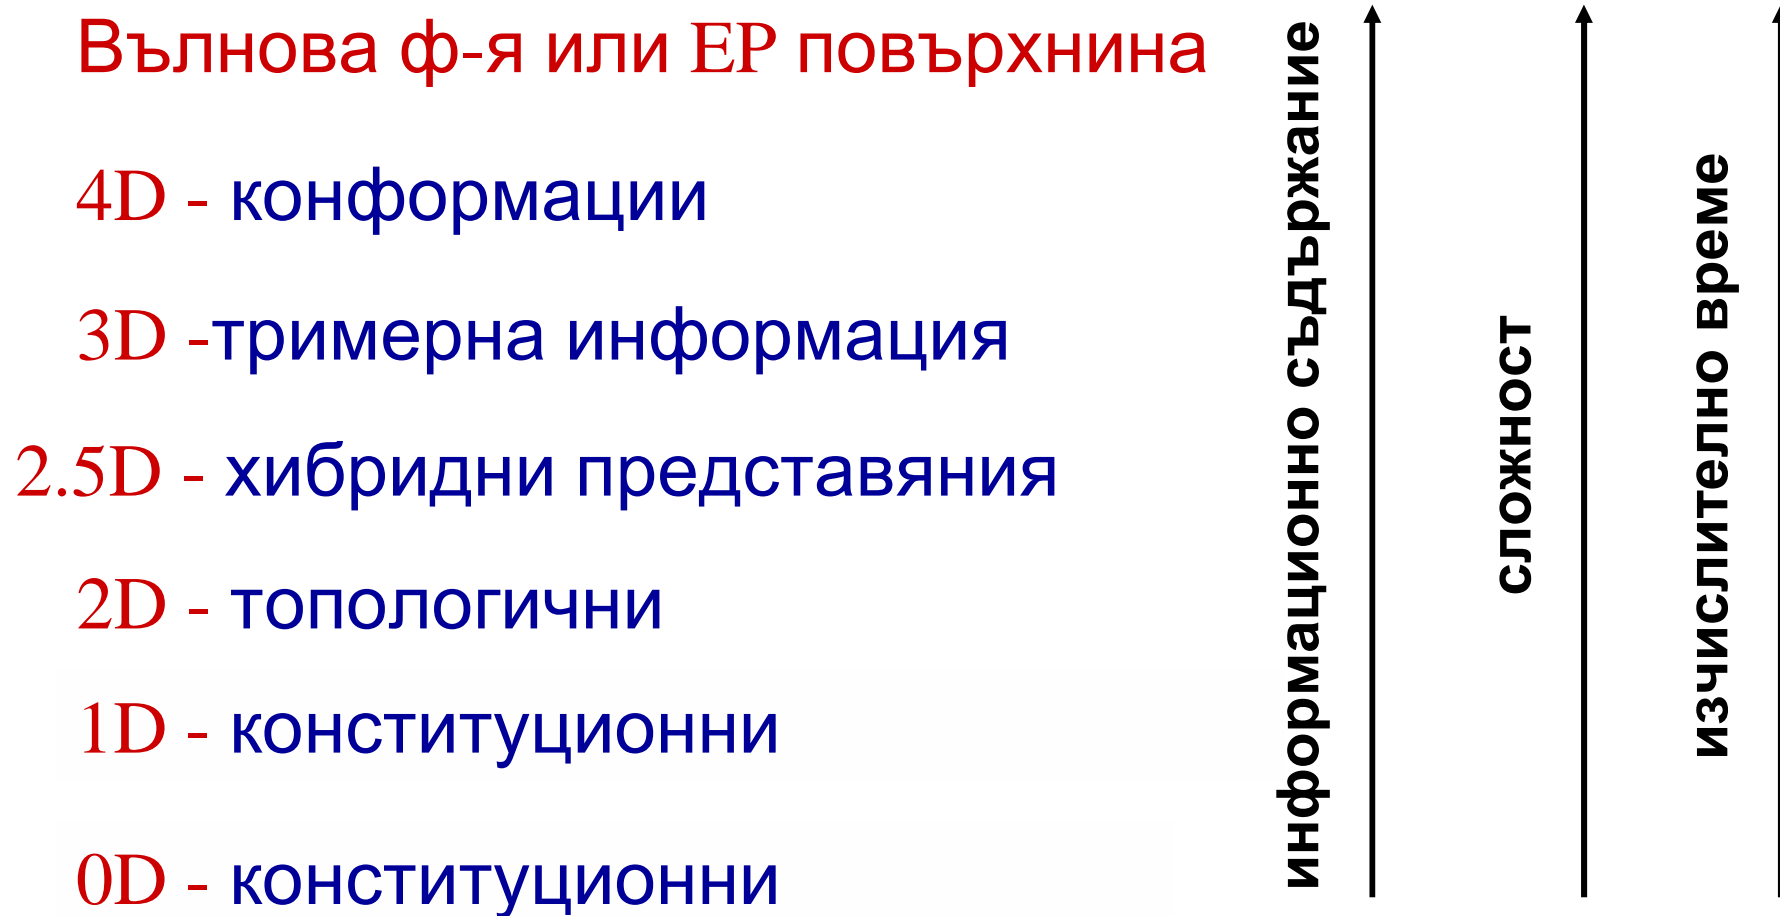 Вълнова ф-я или EP повърхнина
4D - конформации
3D -тримерна информация
2.5D - хибридни представяния
2D - топологични
1D - конституционни
0D - конституционни
информационно съдържание
сложност
изчислително време